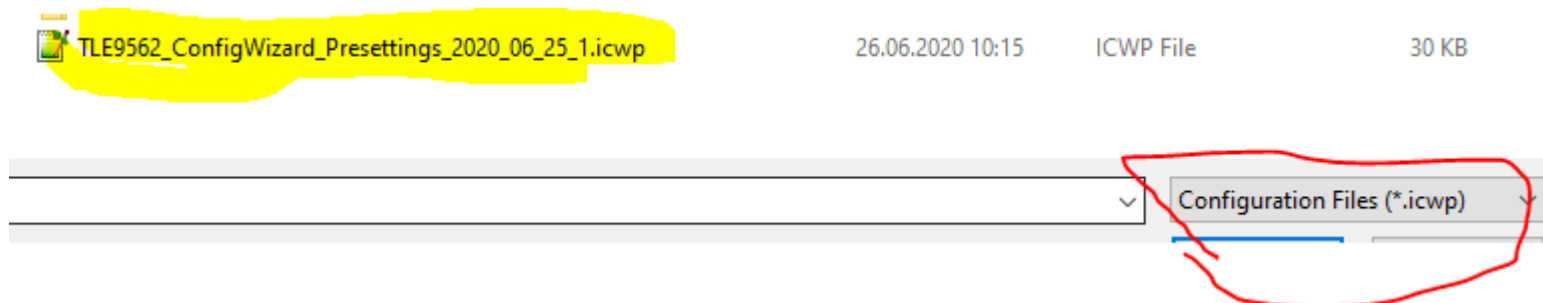 TLE9562_ConfigWizard_Presettings_2020_06_25_1.icwp 26.06.2020 10:15 ICWP File 30 KB
Configuration Files (*.icwp)